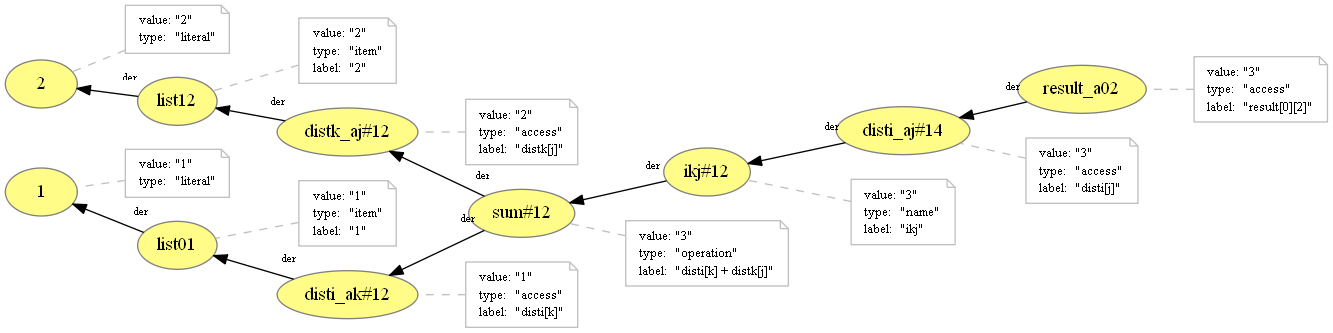 value: "2"
type: "literal"
2
der
list12
value: "2"
type: "item"
label: "2"
der
distk_aj#12
value: "2"
type: "access"
label: "distk[j]"
value: "1"
type: "literal"
1
der
list01
value: "1"
type: "item"
label: "1"
der
disti_ak#12
value: "1"
type: "access"
label: "disti[k]"
der
der
sum#12
value: "3"
type: "operation"
label: "disti[k] + distk[j]"
der
ikj#12
value: "3"
type: "name"
label: "ikj"
der
disti_aj#14
value: "3"
type: "access"
label: "disti[j]"
der
result_a02
value: "3"
type: "access"
label: "result[0][2]"